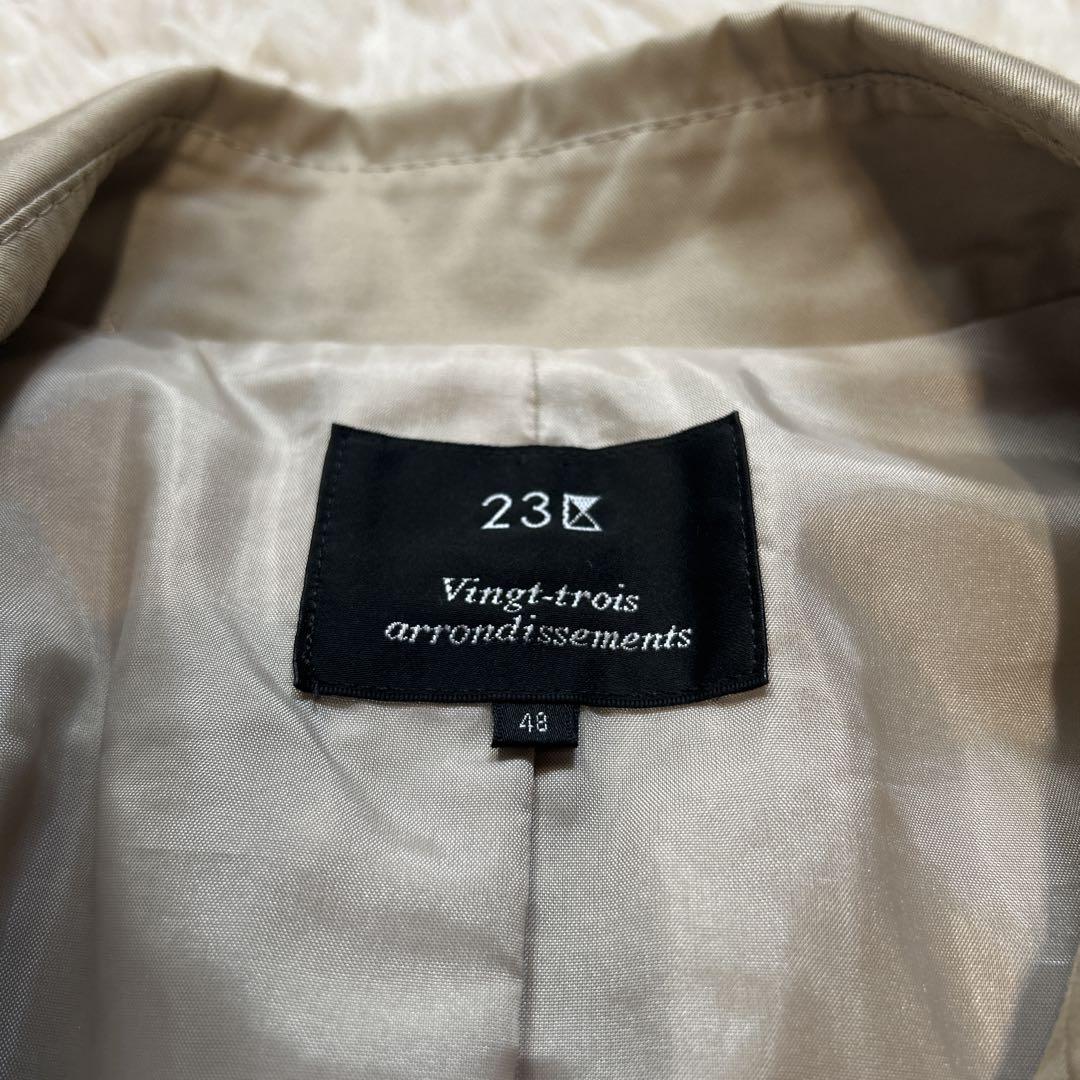 23区
Vingt-trois
arrondissements
48